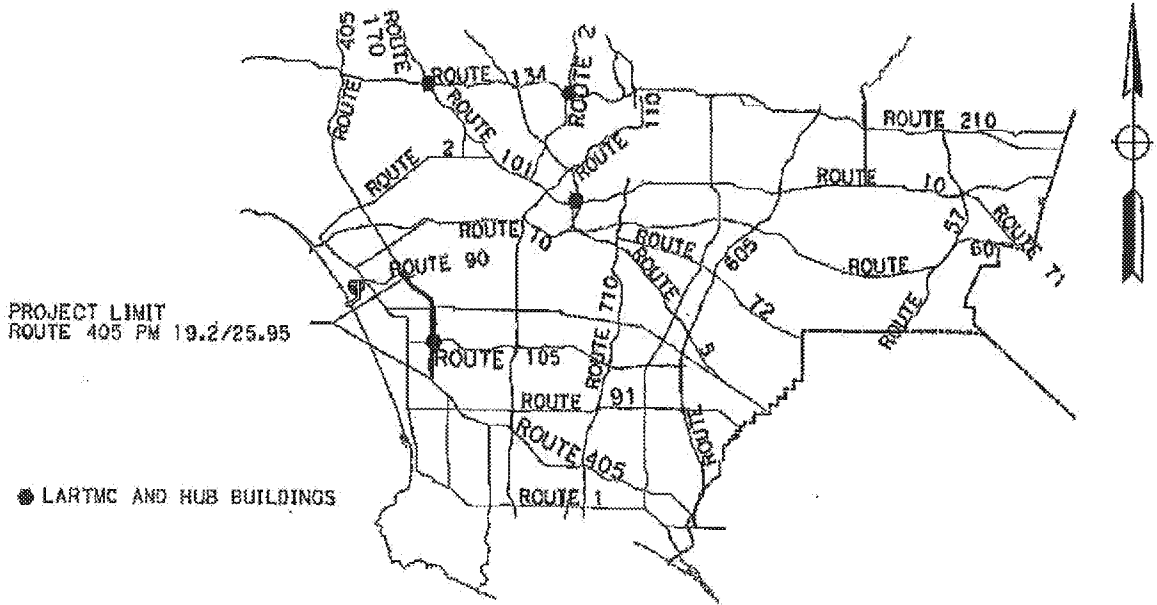 405
ROUTE 170
ROUTE 2
ROUTE 134
ROUTE
ROUTE 110
ROUTE 210
ROUTE 2
ROUTE 101
ROUTE 10
ROUTE 57
ROUTE 71
ROUTE 10
ROUTE
605
ROUTE 60
ROUTE 90
ROUTE 710
ROUTE 5
72
PROJECT LIMIT
ROUTE 405 PM 19.2/25.95
ROUTE 105
ROUTE 91
ROUTE
ROUTE 405
LARTMC AND HUB BUILDINGS
ROUTE 1